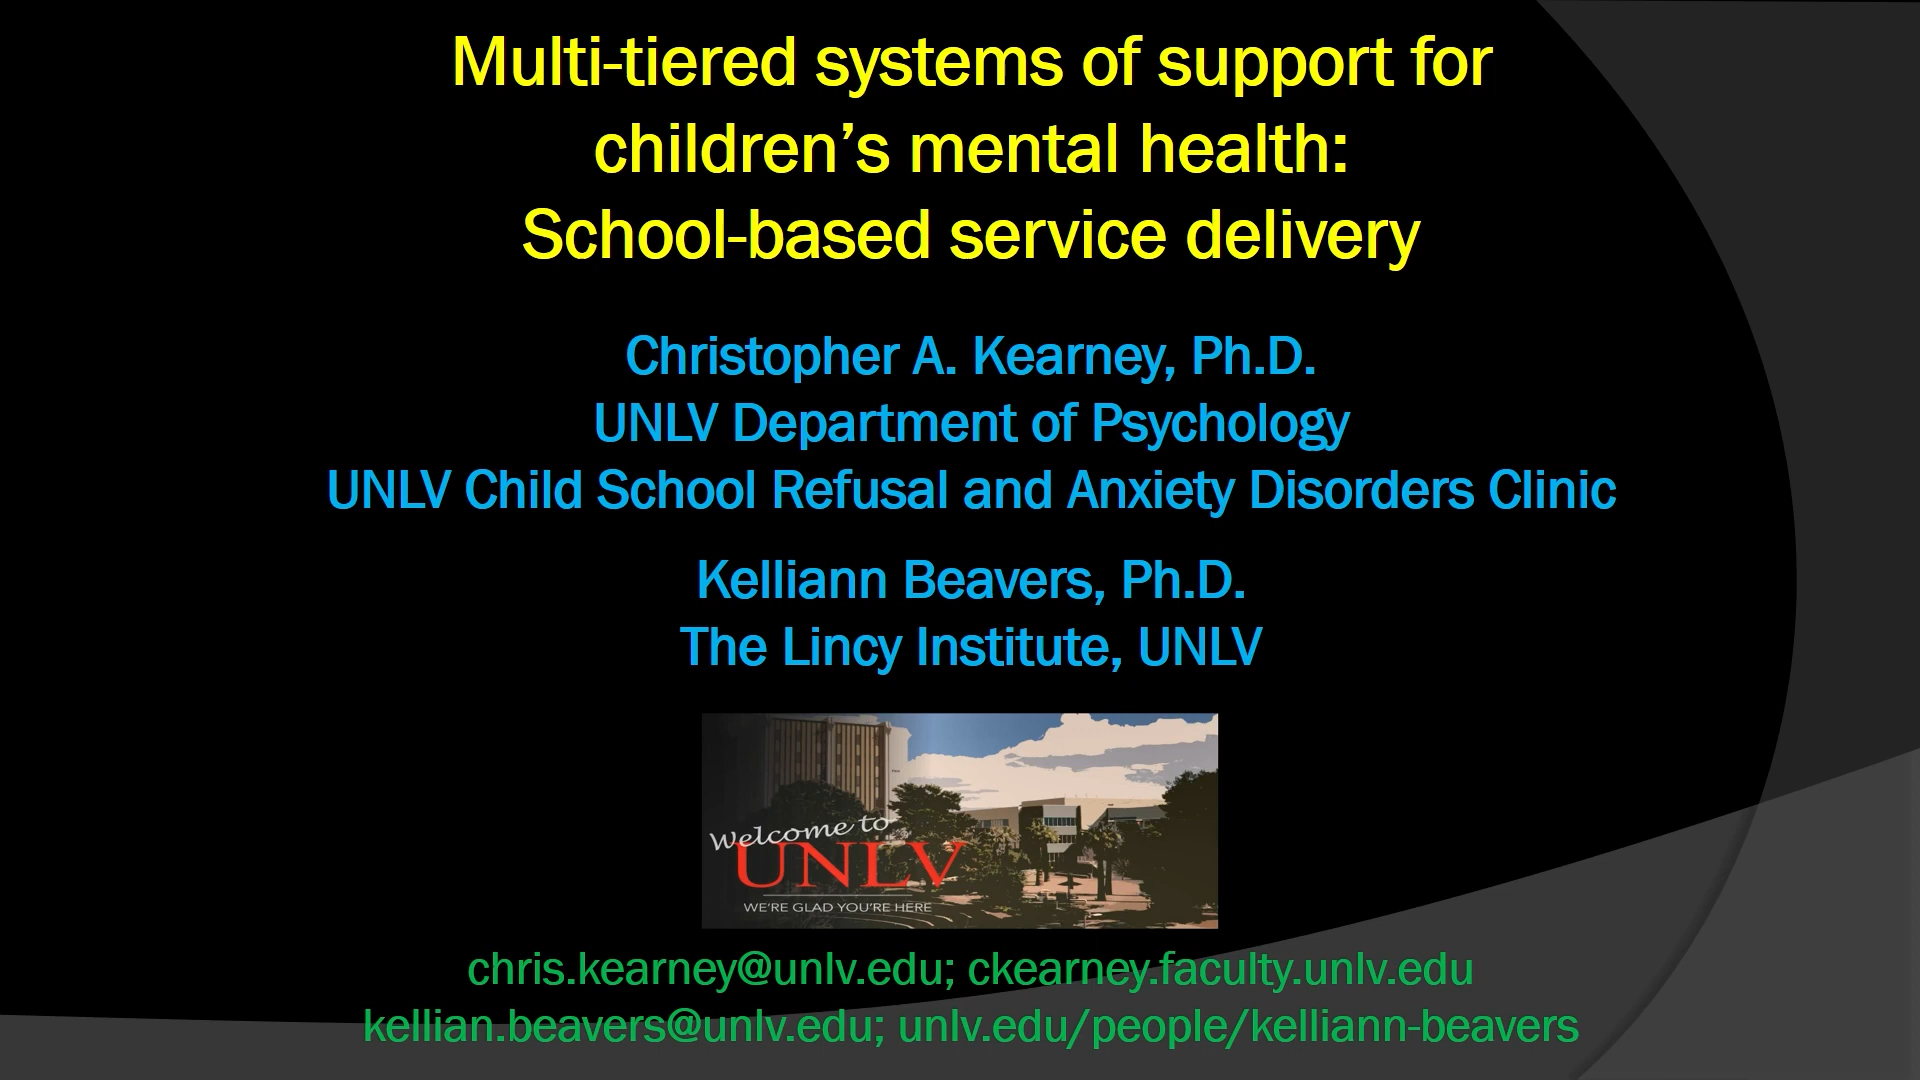 Multi-tiered systems of support for
children’s mental health:
School-based service delivery
Christopher A. Kearney, Ph.D.
UNLV Department of Psychology
UNLV Child School Refusal and Anxiety Disorders Clinic
Kelliann Beavers, Ph.D.
The Lincy Institute, UNLV
Welcome to
UNLV
WE'RE GLAD YOU'RE HERE
chris.kearney@unlv.edu; ckearney.faculty.unlv.edu
kellian.beavers@unlv.edu; unlv.edu/people/kelliann-beavers